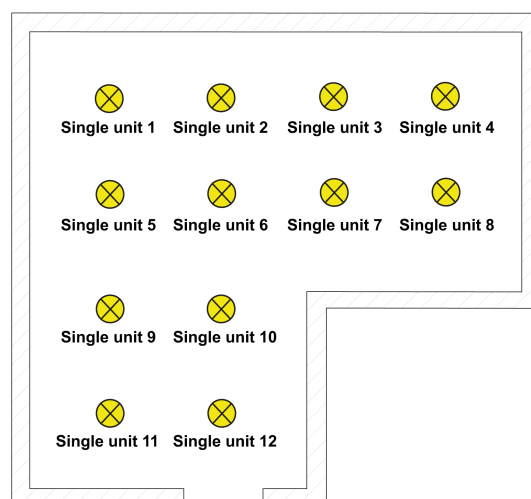 Single unit 1
Single unit 2
Single unit 3
Single unit 4
Single unit 5
Single unit 6
Single unit 7
Single unit 8
Single unit 9
Single unit 10
Single unit 11
Single unit 12